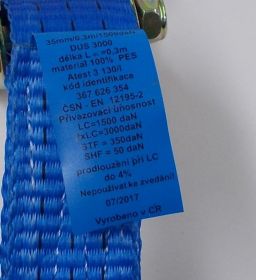 35mm/0,3m/1500daN
DUS 3000
délka L = =0,3m
materiál 100% PES
Atest 3 130/I
kód identifikace
367 626 354
ČSN - EN 12195-2
Přivazovací únosnost
LC=1500 daN
fxLC=3000daN
STF = 350daN
SHF = 50 daN
prodloužení při LC
do 4%
Nepoužívat ke zvedání!
07/2017
Vyrobeno v ČR